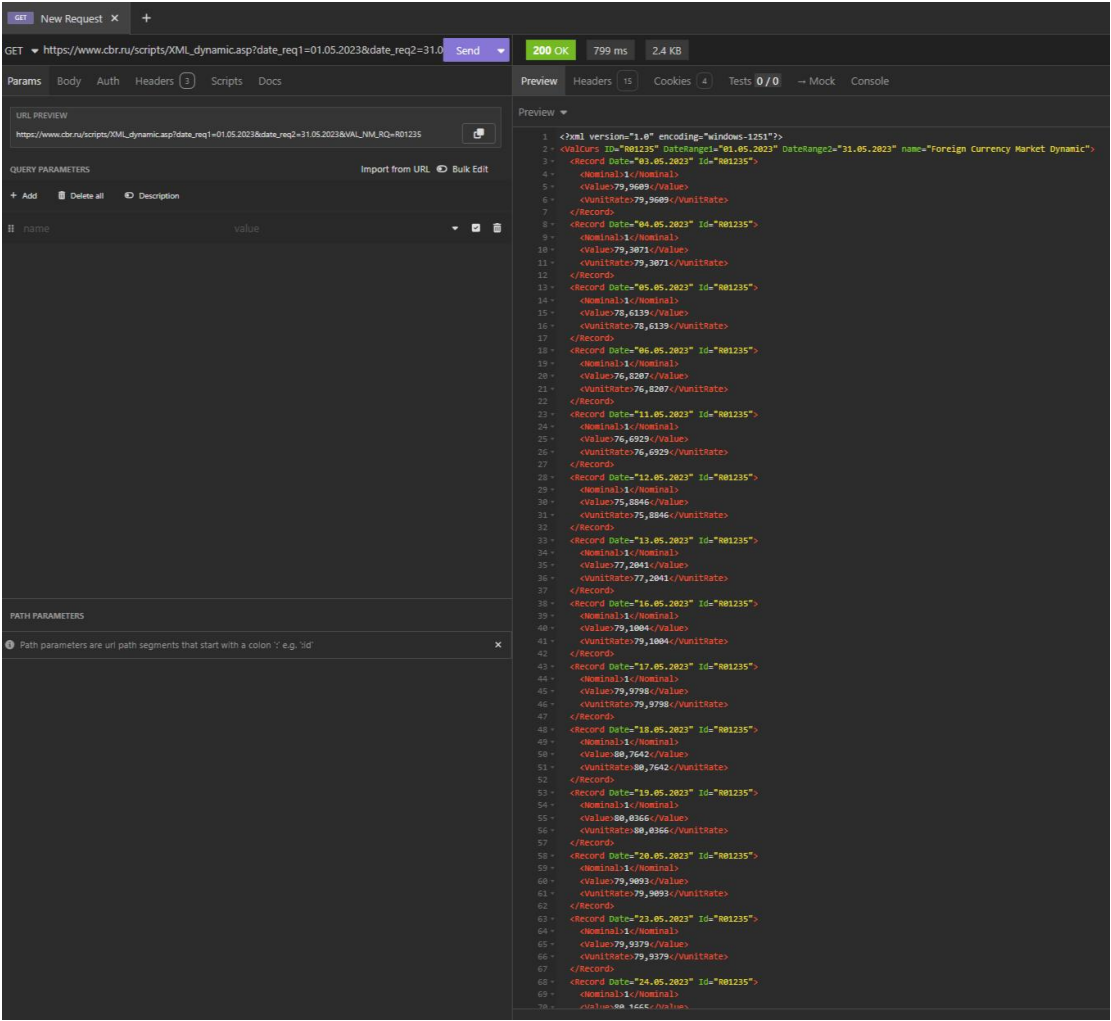 GET New Request × +
GET https://www.cbr.ru/scripts/XML_dynamic.asp?date_req1=01.05.2023&date_req2=31.0 Send
200 OK 799 ms 2.4 KB
Params Body Auth Headers 3 Scripts Docs
Preview Headers 15 Cookies 4 Tests 0 / 0 → Mock Console
URL PREVIEW
https://www.cbr.ru/scripts/XML_dynamic.asp?date_req1=01.05.2023&date_req2=31.05.2023&VAL_NM_RQ=R01235
QUERY PARAMETERS Import from URL Bulk Edit
+ Add Delete all Description
name value
PATH PARAMETERS
Path parameters are url path segments that start with a colon ':' e.g. ':id' ×
Preview
1 <?xml version="1.0" encoding="windows-1251"?>
2 <ValCurs ID="R01235" DateRange1="01.05.2023" DateRange2="31.05.2023" name="Foreign Currency Market Dynamic">
3 <Record Date="03.05.2023" Id="R01235">
4 <Nominal>1</Nominal>
5 <Value>79,9609</Value>
6 <VunitRate>79,9609</VunitRate>
7 </Record>
8 <Record Date="04.05.2023" Id="R01235">
9 <Nominal>1</Nominal>
10 <Value>79,3071</Value>
11 <VunitRate>79,3071</VunitRate>
12 </Record>
13 <Record Date="05.05.2023" Id="R01235">
14 <Nominal>1</Nominal>
15 <Value>78,6139</Value>
16 <VunitRate>78,6139</VunitRate>
17 </Record>
18 <Record Date="06.05.2023" Id="R01235">
19 <Nominal>1</Nominal>
20 <Value>76,8207</Value>
21 <VunitRate>76,8207</VunitRate>
22 </Record>
23 <Record Date="11.05.2023" Id="R01235">
24 <Nominal>1</Nominal>
25 <Value>76,6929</Value>
26 <VunitRate>76,6929</VunitRate>
27 </Record>
28 <Record Date="12.05.2023" Id="R01235">
29 <Nominal>1</Nominal>
30 <Value>75,8846</Value>
31 <VunitRate>75,8846</VunitRate>
32 </Record>
33 <Record Date="13.05.2023" Id="R01235">
34 <Nominal>1</Nominal>
35 <Value>77,2041</Value>
36 <VunitRate>77,2041</VunitRate>
37 </Record>
38 <Record Date="16.05.2023" Id="R01235">
39 <Nominal>1</Nominal>
40 <Value>79,1004</Value>
41 <VunitRate>79,1004</VunitRate>
42 </Record>
43 <Record Date="17.05.2023" Id="R01235">
44 <Nominal>1</Nominal>
45 <Value>79,9798</Value>
46 <VunitRate>79,9798</VunitRate>
47 </Record>
48 <Record Date="18.05.2023" Id="R01235">
49 <Nominal>1</Nominal>
50 <Value>80,7642</Value>
51 <VunitRate>80,7642</VunitRate>
52 </Record>
53 <Record Date="19.05.2023" Id="R01235">
54 <Nominal>1</Nominal>
55 <Value>80,0366</Value>
56 <VunitRate>80,0366</VunitRate>
57 </Record>
58 <Record Date="20.05.2023" Id="R01235">
59 <Nominal>1</Nominal>
60 <Value>79,9093</Value>
61 <VunitRate>79,9093</VunitRate>
62 </Record>
63 <Record Date="23.05.2023" Id="R01235">
64 <Nominal>1</Nominal>
65 <Value>79,9379</Value>
66 <VunitRate>79,9379</VunitRate>
67 </Record>
68 <Record Date="24.05.2023" Id="R01235">
69 <Nominal>1</Nominal>
70 <Value>80,1665</Value>